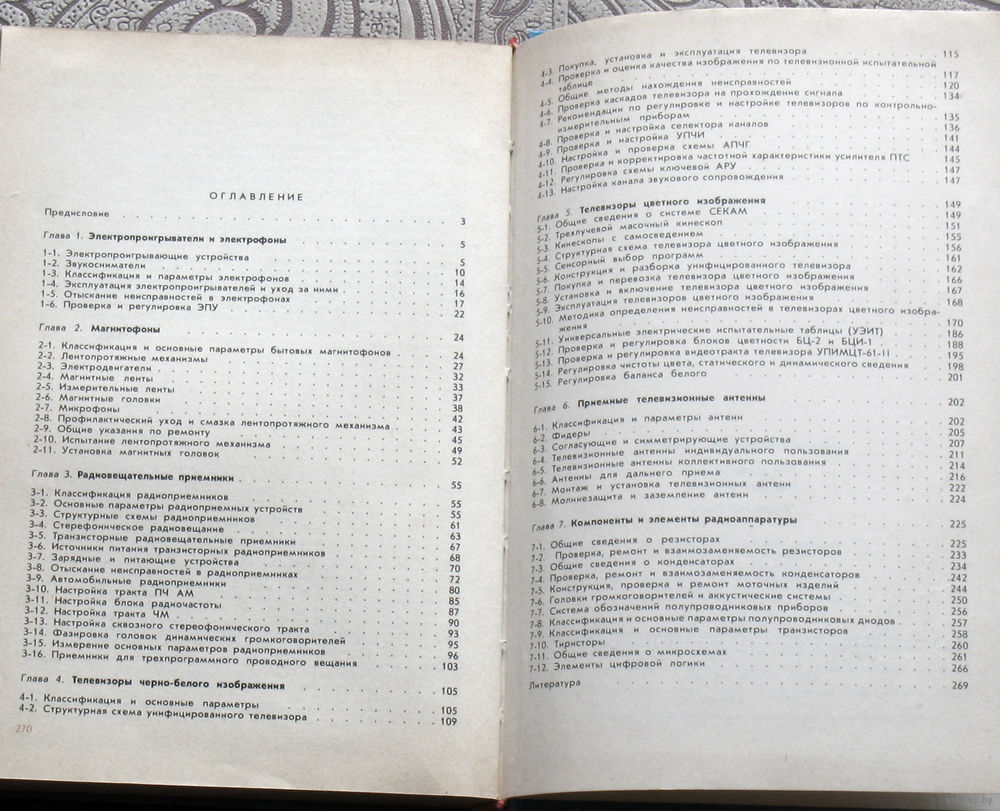 ОГЛАВЛЕНИЕ
Предисловие 3
Глава 1. Электропроигрыватели и электрофоны 5
1-1. Электропроигрывающие устройства 5
1-2. Звукосниматели 10
1-3. Классификация и параметры электрофонов 14
1-4. Эксплуатация электропроигрывателей и уход за ними 16
1-5. Отыскание неисправностей в электрофонах 17
1-6. Проверка и регулировка ЭПУ 22
Глава 2. Магнитофоны 24
2-1. Классификация и основные параметры бытовых магнитофонов 24
2-2. Лентопротяжные механизмы 27
2-3. Электродвигатели 32
2-4. Магнитные ленты 33
2-5. Измерительные ленты 37
2-6. Магнитные головки 38
2-7. Микрофоны 42
2-8. Профилактический уход и смазка лентопротяжного механизма 43
2-9. Общие указания по ремонту 45
2-10. Испытание лентопротяжного механизма 49
2-11. Установка магнитных головок 52
Глава 3. Радиовещательные приемники 55
3-1. Классификация радиоприемников 55
3-2. Основные параметры радиоприемных устройств 55
3-3. Структурные схемы радиоприемников 61
3-4. Стереофоническое радиовещание 63
3-5. Транзисторные радиовещательные приемники 67
3-6. Источники питания транзисторных радиоприемников 68
3-7. Зарядные и питающие устройства 70
3-8. Отыскание неисправностей в радиоприемниках 72
3-9. Автомобильные радиоприемники 80
3-10. Настройка тракта ПЧ АМ 85
3-11. Настройка блока радиочастоты 87
3-12. Настройка тракта ЧМ 90
3-13. Настройка сквозного стереофонического тракта 93
3-14. Фазировка головок динамических громкоговорителей 95
3-15. Измерение основных параметров радиоприемников 96
3-16. Приемники для трехпрограммного проводного вещания 103
Глава 4. Телевизоры черно-белого изображения 105
4-1. Классификация и основные параметры 105
4-2. Структурная схема унифицированного телевизора 109
270
4-3. Покупка, установка и эксплуатация телевизора 115
4-4. Проверка и оценка качества изображения по телевизионной испытательной
таблице 117
4-5. Общие методы нахождения неисправностей 120
4-6. Проверка каскадов телевизора на прохождение сигнала 134
4-7. Рекомендации по регулировке и настройке телевизоров по контрольно-
измерительным приборам 135
4-8. Проверка и настройка селектора каналов 136
4-9. Проверка и настройка УПЧИ 141
4-10. Настройка и проверка схемы АПЧГ 144
4-11. Проверка и корректировка частотной характеристики усилителя ПТС 145
4-12. Регулировка схемы ключевой АРУ 147
4-13. Настройка канала звукового сопровождения 147
Глава 5. Телевизоры цветного изображения 149
5-1. Общие сведения о системе СЕКАМ 149
5-2. Трехлучевой масочный кинескоп 151
5-3. Кинескопы с самосведением 155
5-4. Структурная схема телевизора цветного изображения 156
5-5. Сенсорный выбор программ 161
5-6. Конструкция и разборка унифицированного телевизора 162
5-7. Покупка и перевозка телевизора цветного изображения 166
5-8. Установка и включение телевизора цветного изображения 167
5-9. Эксплуатация телевизоров цветного изображения 168
5-10. Методика определения неисправностей в телевизорах цветного изобра-
жения 170
5-11. Универсальные электрические испытательные таблицы (УЭИТ) 186
5-12. Проверка и регулировка блоков цветности БЦ-2 и БЦИ-1 188
5-13. Проверка и регулировка видеотракта телевизора УПИМЦТ-61-II 195
5-14. Регулировка чистоты цвета, статического и динамического сведения 198
5-15. Регулировка баланса белого 201
Глава 6. Приемные телевизионные антенны 202
6-1. Классификация и параметры антенн 202
6-2. Фидеры 205
6-3. Согласующие и симметрирующие устройства 207
6-4. Телевизионные антенны индивидуального пользования 211
6-5. Телевизионные антенны коллективного пользования 214
6-6. Антенны для дальнего приема 216
6-7. Монтаж и установка телевизионных антенн 222
6-8. Молниезащита и заземление антенн 224
Глава 7. Компоненты и элементы радиоаппаратуры 225
7-1. Общие сведения о резисторах 225
7-2. Проверка, ремонт и взаимозаменяемость резисторов 233
7-3. Общие сведения о конденсаторах 234
7-4. Проверка, ремонт и взаимозаменяемость конденсаторов 242
7-5. Конструкция, проверка и ремонт моточных изделий 244
7-6. Головки громкоговорителей и акустические системы 250
7-7. Система обозначений полупроводниковых приборов 256
7-8. Классификация и основные параметры полупроводниковых диодов 257
7-9. Классификация и основные параметры транзисторов 258
7-10. Тиристоры 260
7-11. Общие сведения о микросхемах 261
7-12. Элементы цифровой логики 266
Литература 269